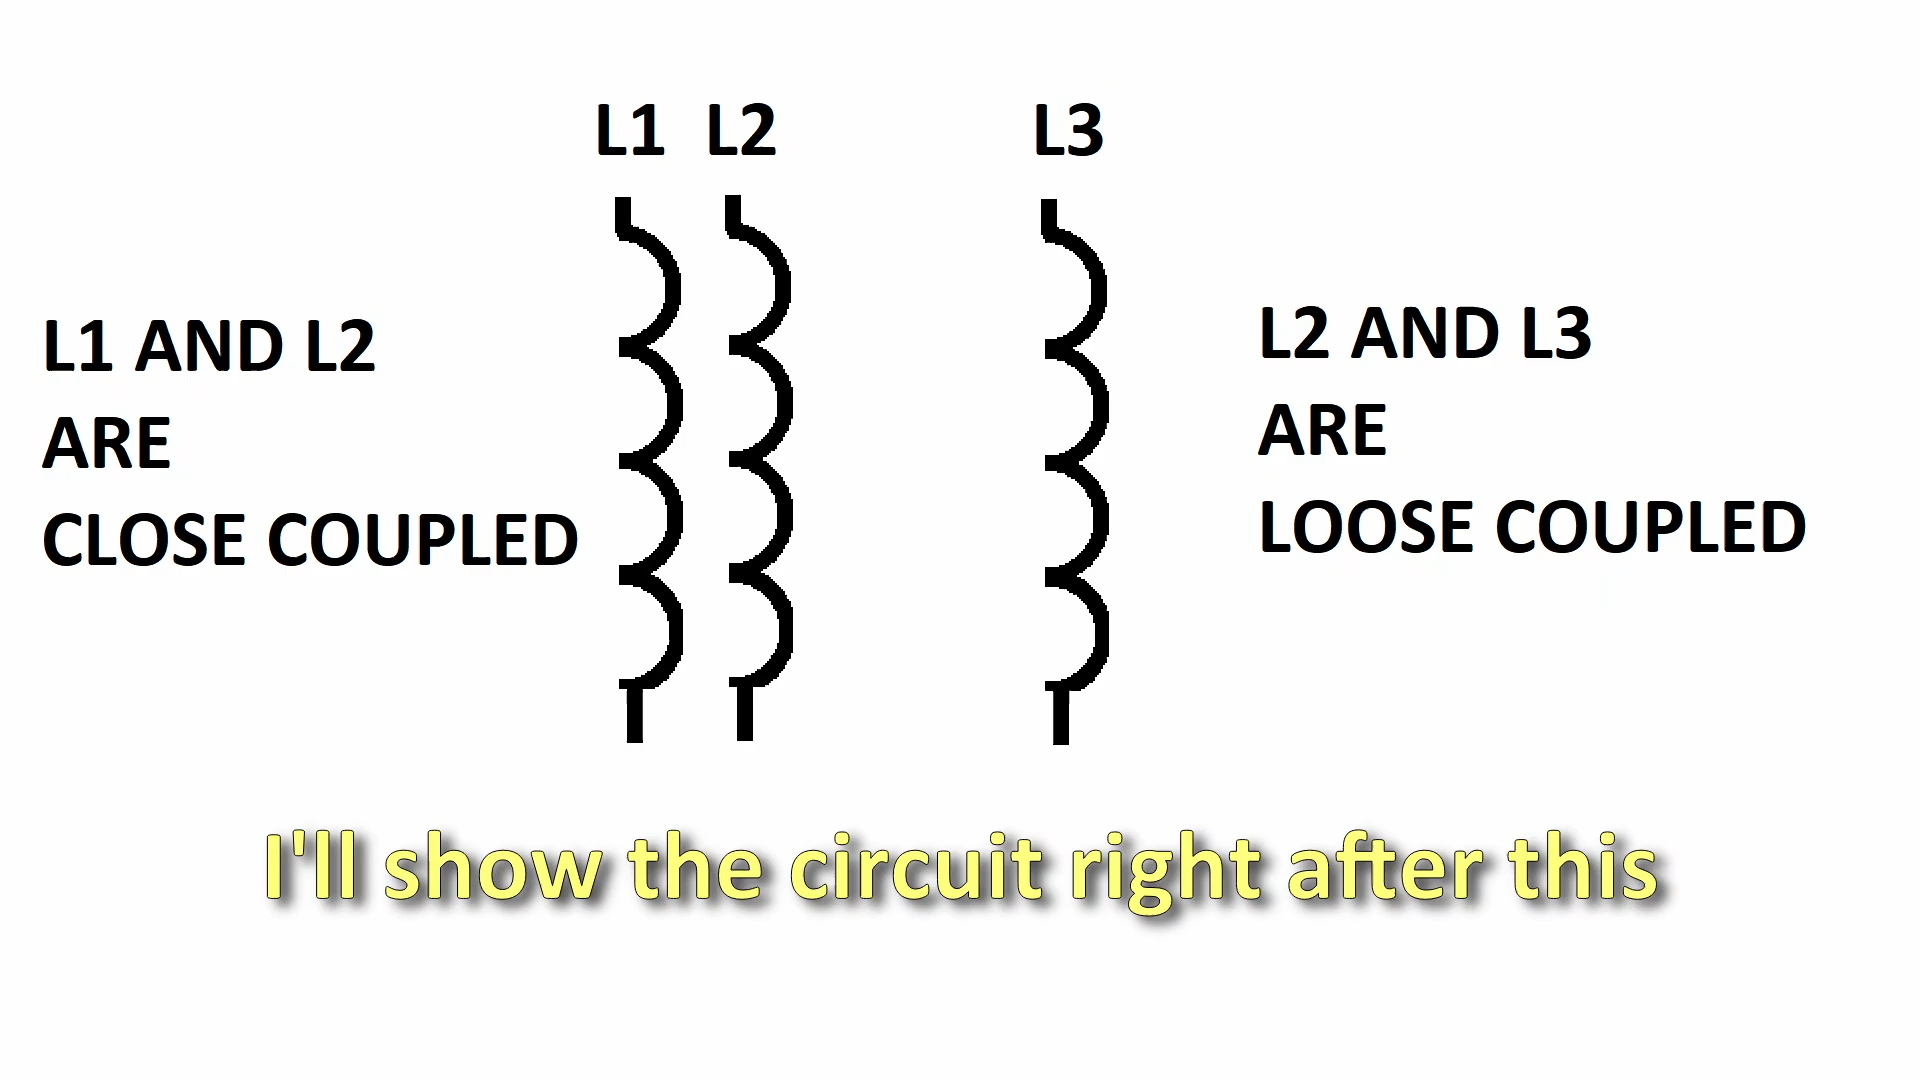 L1 L2 L3
L1 AND L2
ARE
CLOSE COUPLED
L2 AND L3
ARE
LOOSE COUPLED
I'll show the circuit right after this